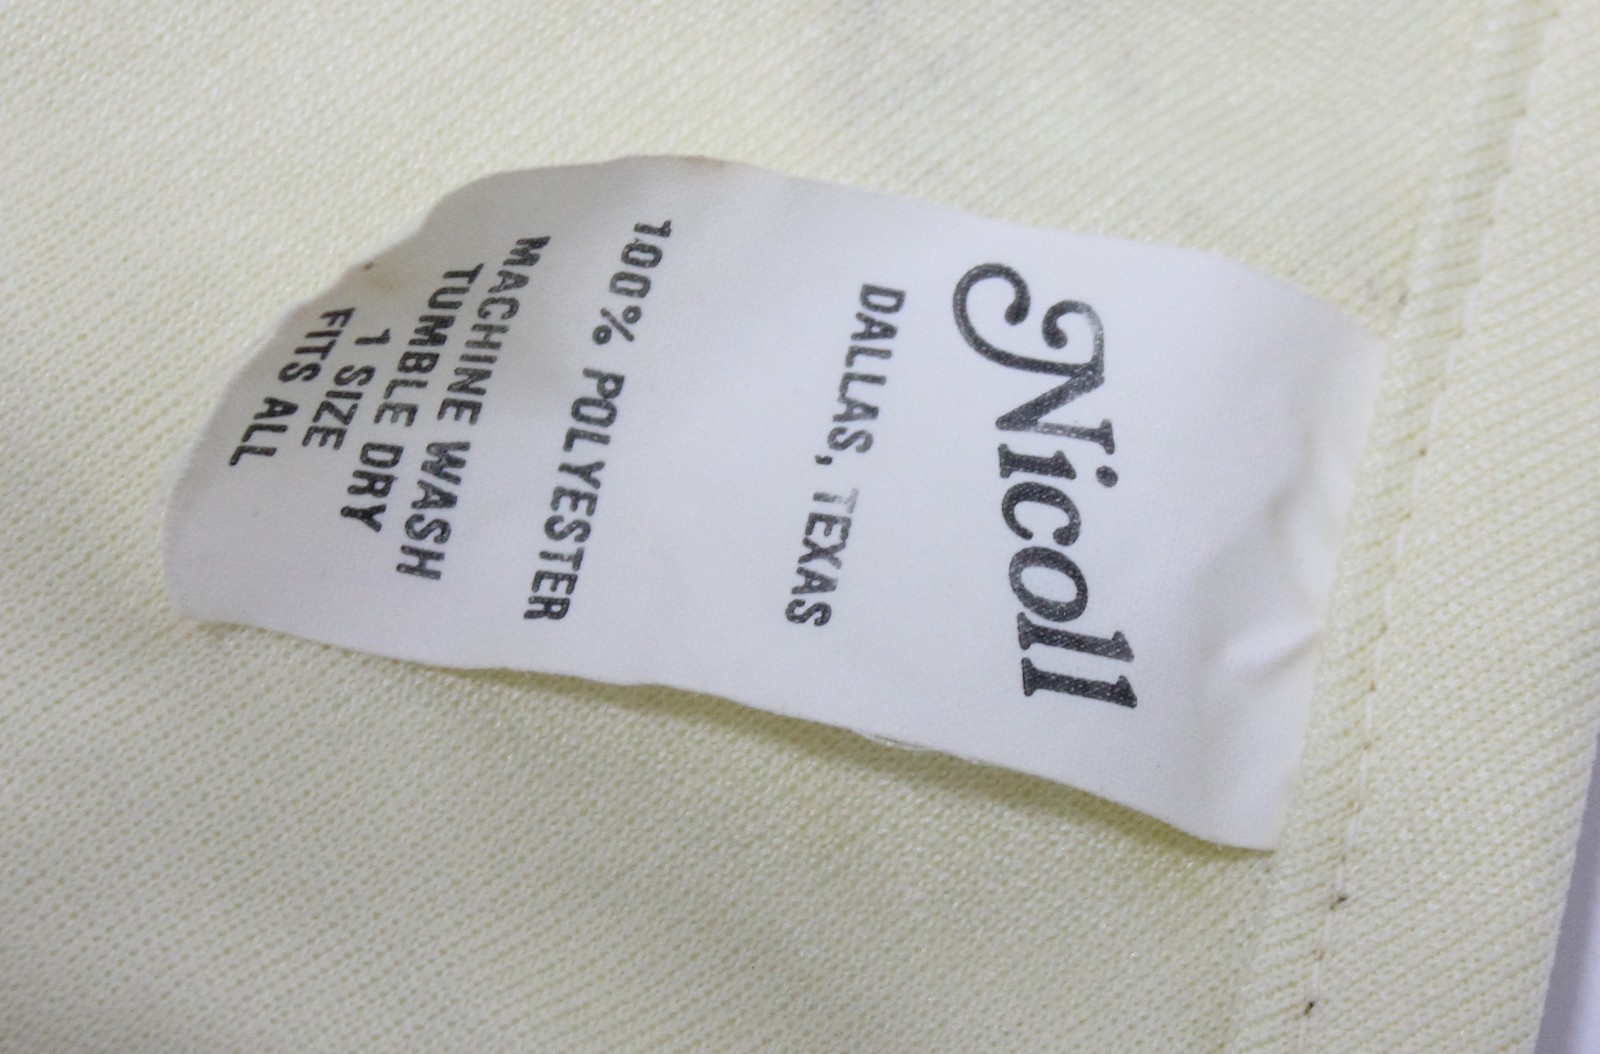 Nicoll
DALLAS, TEXAS
100% POLYESTER
MACHINE WASH
TUMBLE DRY
1 SIZE
FITS ALL